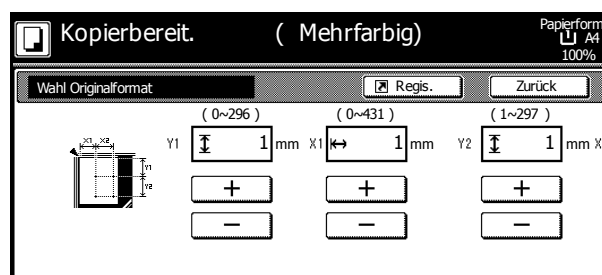 Kopierbereit. ( Mehrfarbig) Papierform
A4
100%
Wahl Originalformat Regis. Zurück
( 0~296 ) ( 0~431 ) ( 1~297 )
X1 X2
Y1 1 mm X1 1 mm Y2 1 mm X
Y1
Y2
+ + +
− − −